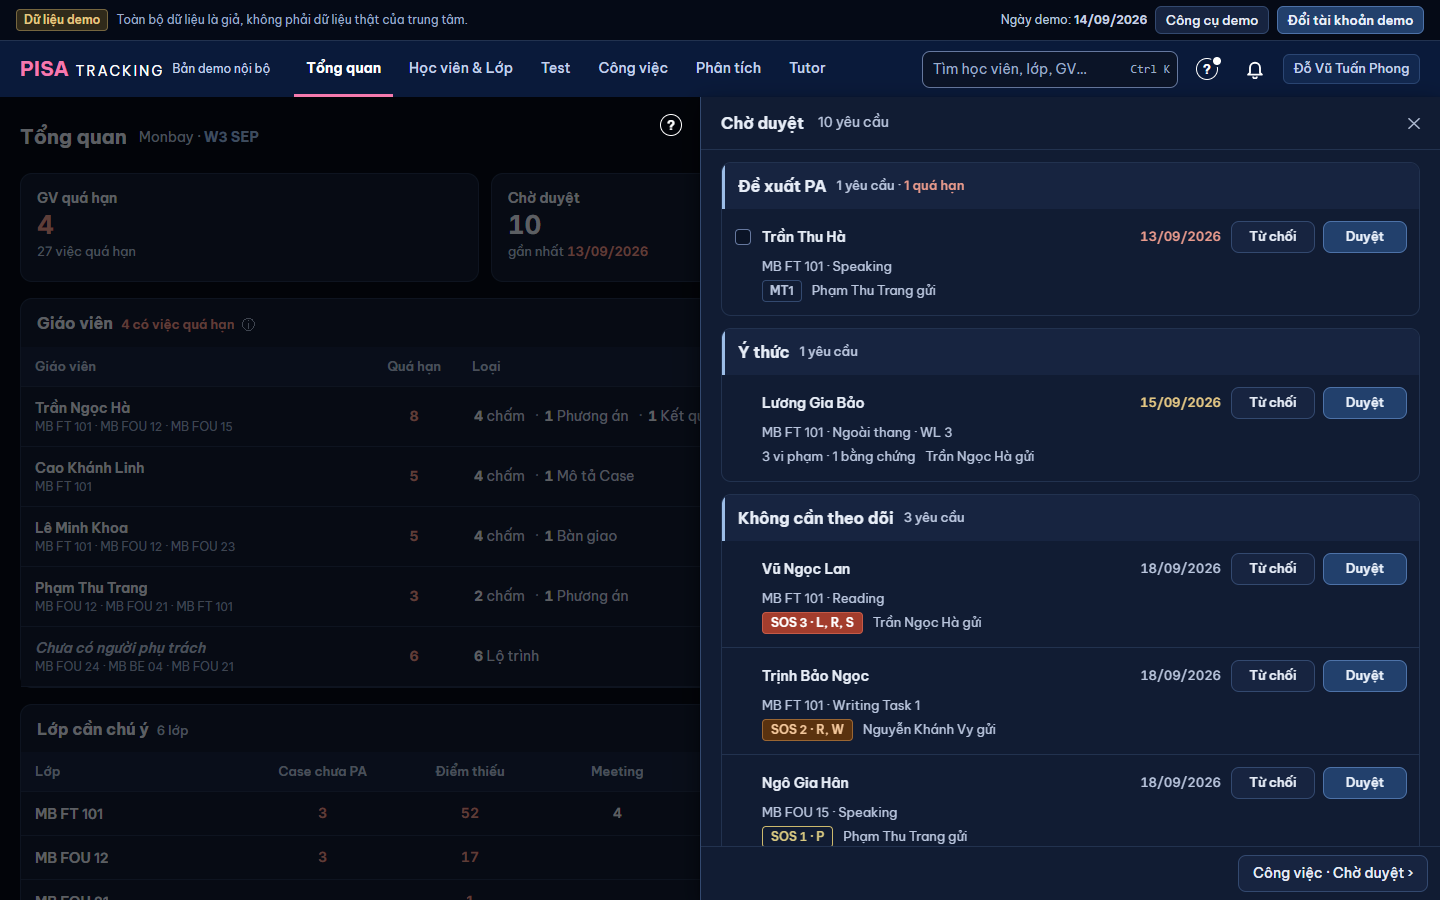 Dữ liệu demo Toàn bộ dữ liệu là giả, không phải dữ liệu thật của trung tâm. Ngày demo: 14/09/2026 Công cụ demo Đổi tài khoản demo
PISA TRACKING Bản demo nội bộ Tổng quan Học viên & Lớp Test Công việc Phân tích Tutor Tìm học viên, lớp, GV... Ctrl K ? Đỗ Vũ Tuấn Phong
Tổng quan Monbay · W3 SEP ?
GV quá hạn
4
27 việc quá hạn
Chờ duyệt
10
gần nhất 13/09/2026
Giáo viên 4 có việc quá hạn
Giáo viên Quá hạn Loại
Trần Ngọc Hà
MB FT 101 · MB FOU 12 · MB FOU 15
8 4 chấm · 1 Phương án · 1 Kết
Cao Khánh Linh
MB FT 101
5 4 chấm · 1 Mô tả Case
Lê Minh Khoa
MB FT 101 · MB FOU 12 · MB FOU 23
5 4 chấm · 1 Bàn giao
Phạm Thu Trang
MB FOU 12 · MB FOU 21 · MB FT 101
3 2 chấm · 1 Phương án
Chưa có người phụ trách
MB FOU 24 · MB BE 04 · MB FOU 21
6 6 Lộ trình
Lớp cần chú ý 6 lớp
Lớp Case chưa PA Điểm thiếu Meeting
MB FT 101 3 52 4
MB FOU 12 3 17
Chờ duyệt 10 yêu cầu
Đề xuất PA 1 yêu cầu · 1 quá hạn
Trần Thu Hà 13/09/2026 Từ chối Duyệt
MB FT 101 · Speaking
MT1 Phạm Thu Trang gửi
Ý thức 1 yêu cầu
Lương Gia Bảo 15/09/2026 Từ chối Duyệt
MB FT 101 · Ngoài thang · WL 3
3 vi phạm · 1 bằng chứng Trần Ngọc Hà gửi
Không cần theo dõi 3 yêu cầu
Vũ Ngọc Lan 18/09/2026 Từ chối Duyệt
MB FT 101 · Reading
SOS 3 · L, R, S Trần Ngọc Hà gửi
Trịnh Bảo Ngọc 18/09/2026 Từ chối Duyệt
MB FT 101 · Writing Task 1
SOS 2 · R, W Nguyễn Khánh Vy gửi
Ngô Gia Hân 18/09/2026 Từ chối Duyệt
MB FOU 15 · Speaking
SOS 1 · P Phạm Thu Trang gửi
Công việc · Chờ duyệt ›